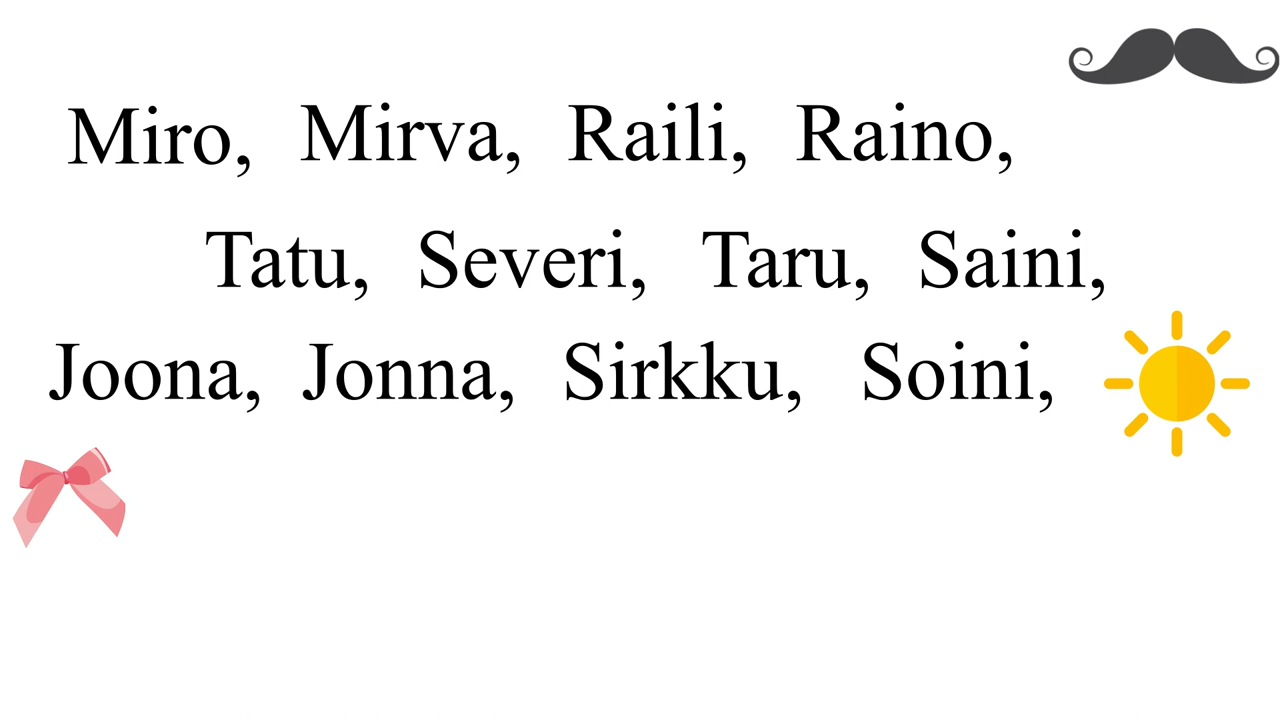 Miro, Mirva, Raili, Raino,
Tatu, Severi, Taru, Saini,
Joona, Jonna, Sirkku, Soini,